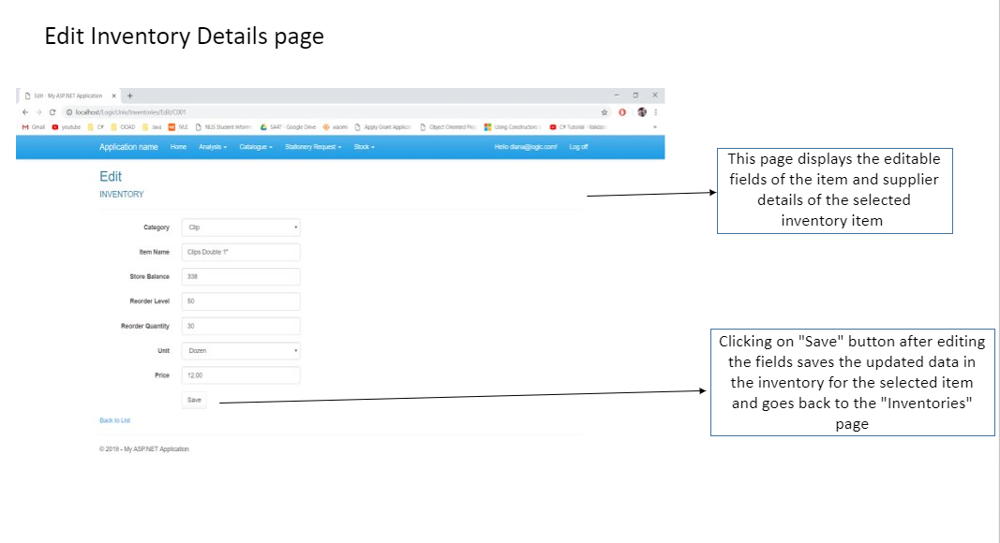 Edit Inventory Details page
Edit - My ASP.NET Application
localhost/LogicUniv/Inventories/Edit/C001
Gmail youtube C# OOAD Java NEE NUS Student Inform SA47 - Google Drive xiaomi Apply Grant Applica Object Oriented Pro Using Constructors C# Tutorial -
Application name Home Analysis Catalogue Stationery Request Stock Hello diana@logic.com! Log off
Edit
INVENTORY
This page displays the editable
fields of the item and supplier
details of the selected
inventory item
Category Clip
Item Name Clips Double 1"
Store Balance 338
Reorder Level 50
Reorder Quantity 30
Unit Dozen
Price 12.00
Save
Clicking on "Save" button after editing
the fields saves the updated data in
the inventory for the selected item
and goes back to the "Inventories"
page
Back to List
© 2019 - My ASP.NET Application